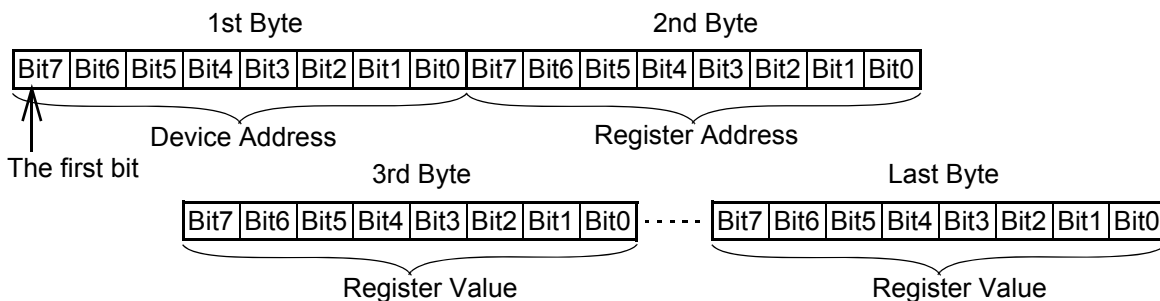 1st Byte 2nd Byte
Bit7 Bit6 Bit5 Bit4 Bit3 Bit2 Bit1 Bit0 Bit7 Bit6 Bit5 Bit4 Bit3 Bit2 Bit1 Bit0
Device Address Register Address
The first bit
3rd Byte Last Byte
Bit7 Bit6 Bit5 Bit4 Bit3 Bit2 Bit1 Bit0 Bit7 Bit6 Bit5 Bit4 Bit3 Bit2 Bit1 Bit0
Register Value Register Value